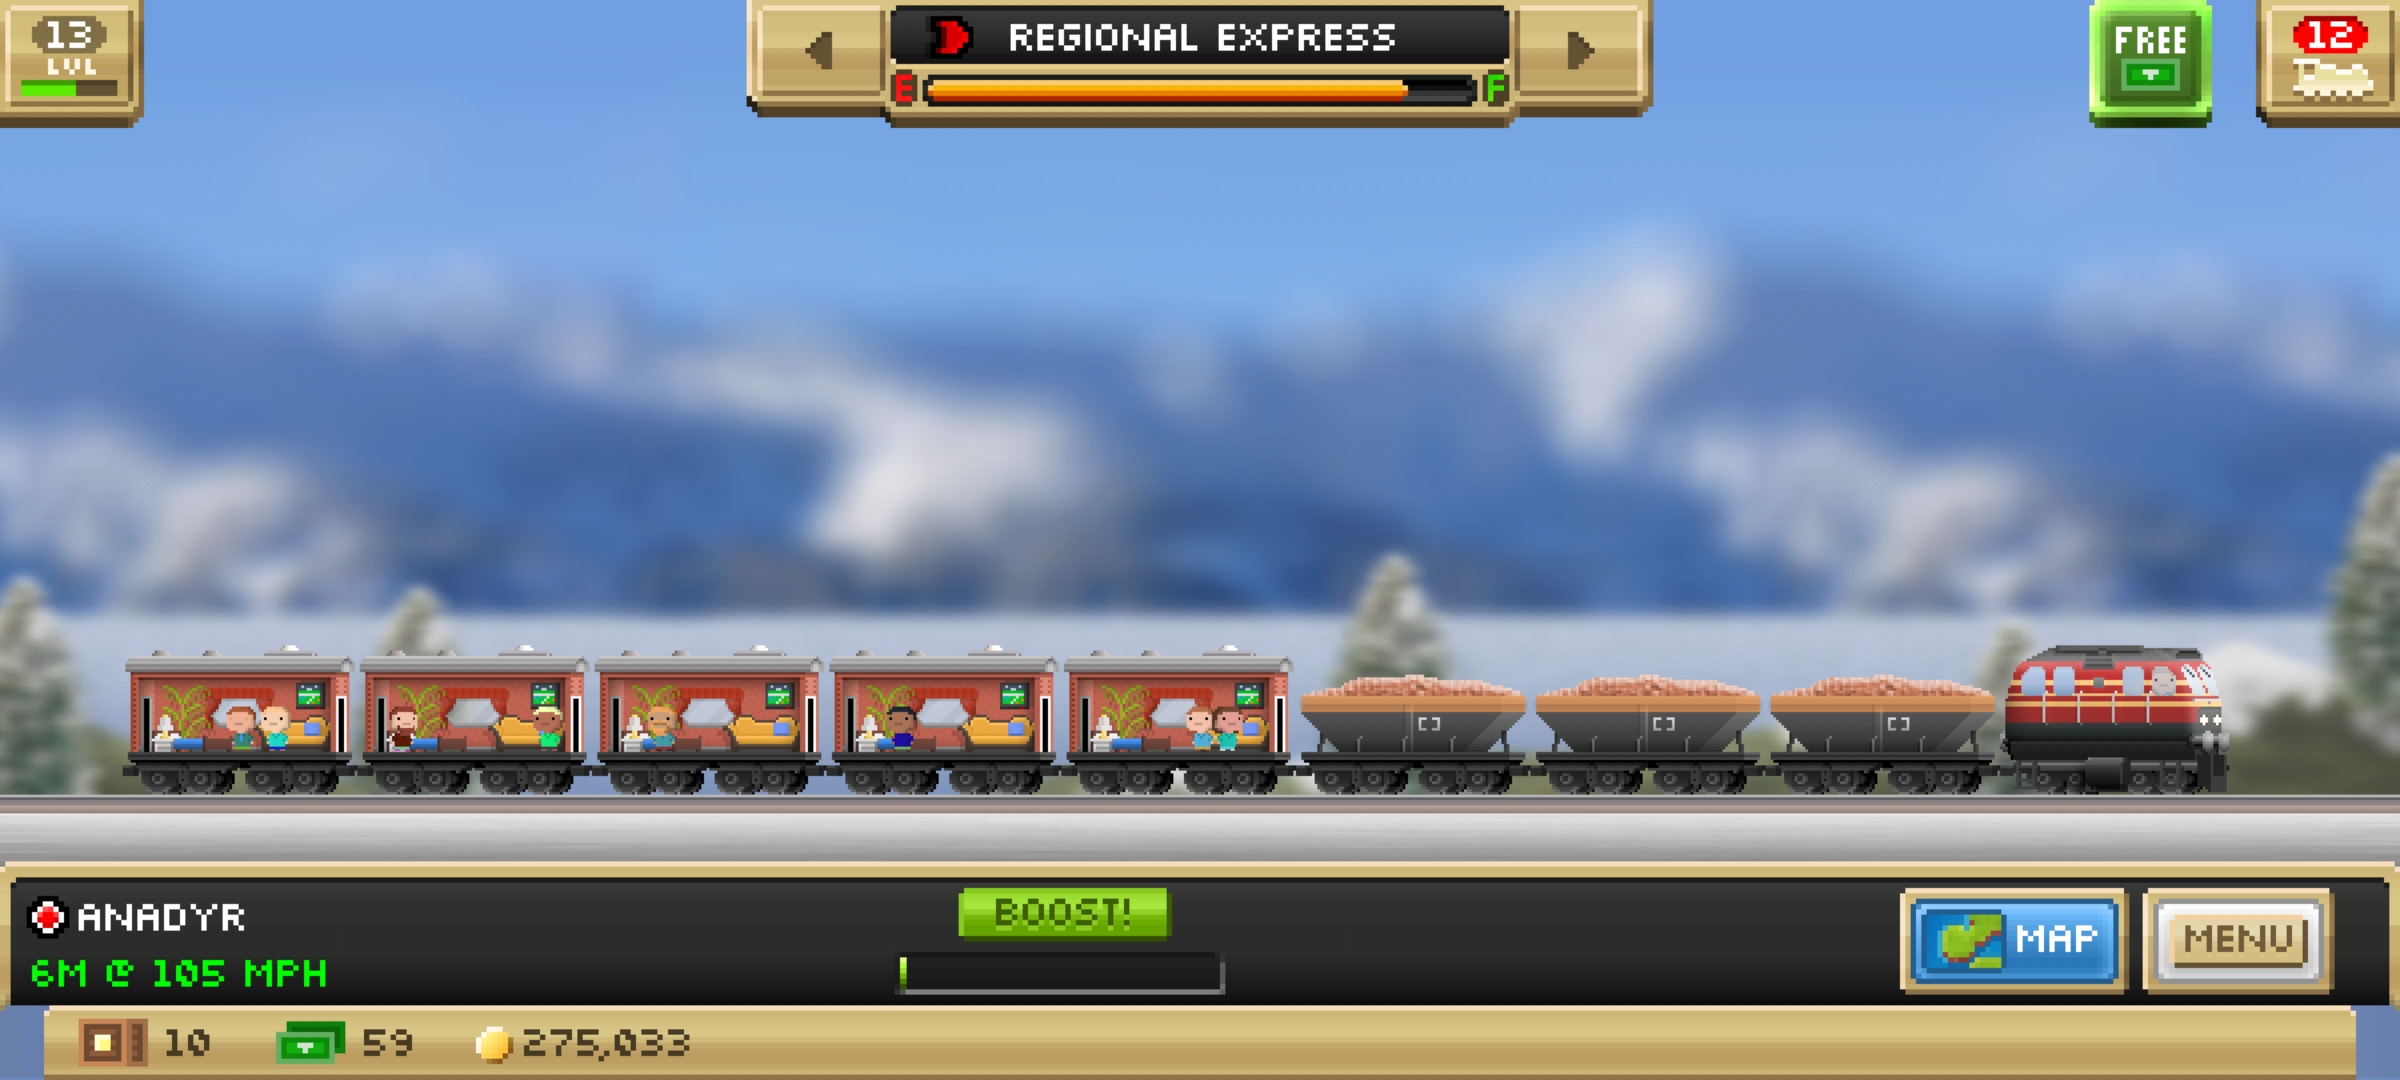 13
LVL
REGIONAL EXPRESS
E F
FREE
12
ANADYR
6M @ 105 MPH
BOOST!
MAP
MENU
10
59
275,033